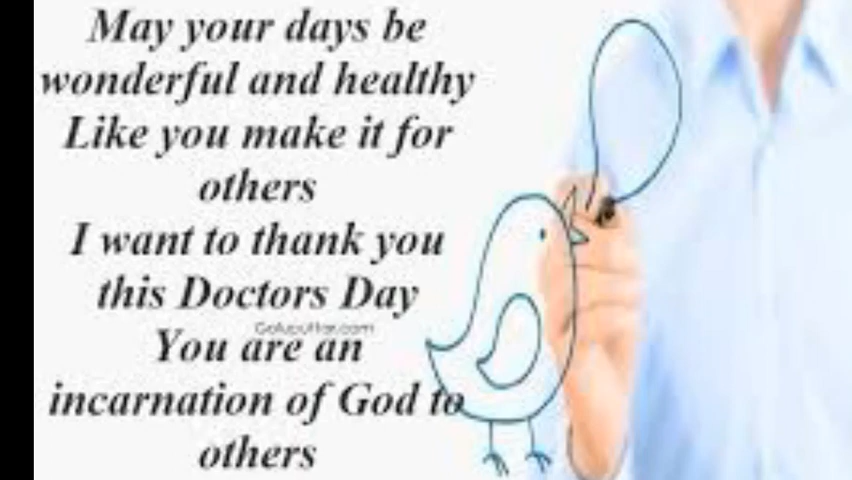 May your days be
wonderful and healthy
Like you make it for
others
I want to thank you
this Doctors Day
You are an
incarnation of God to
others